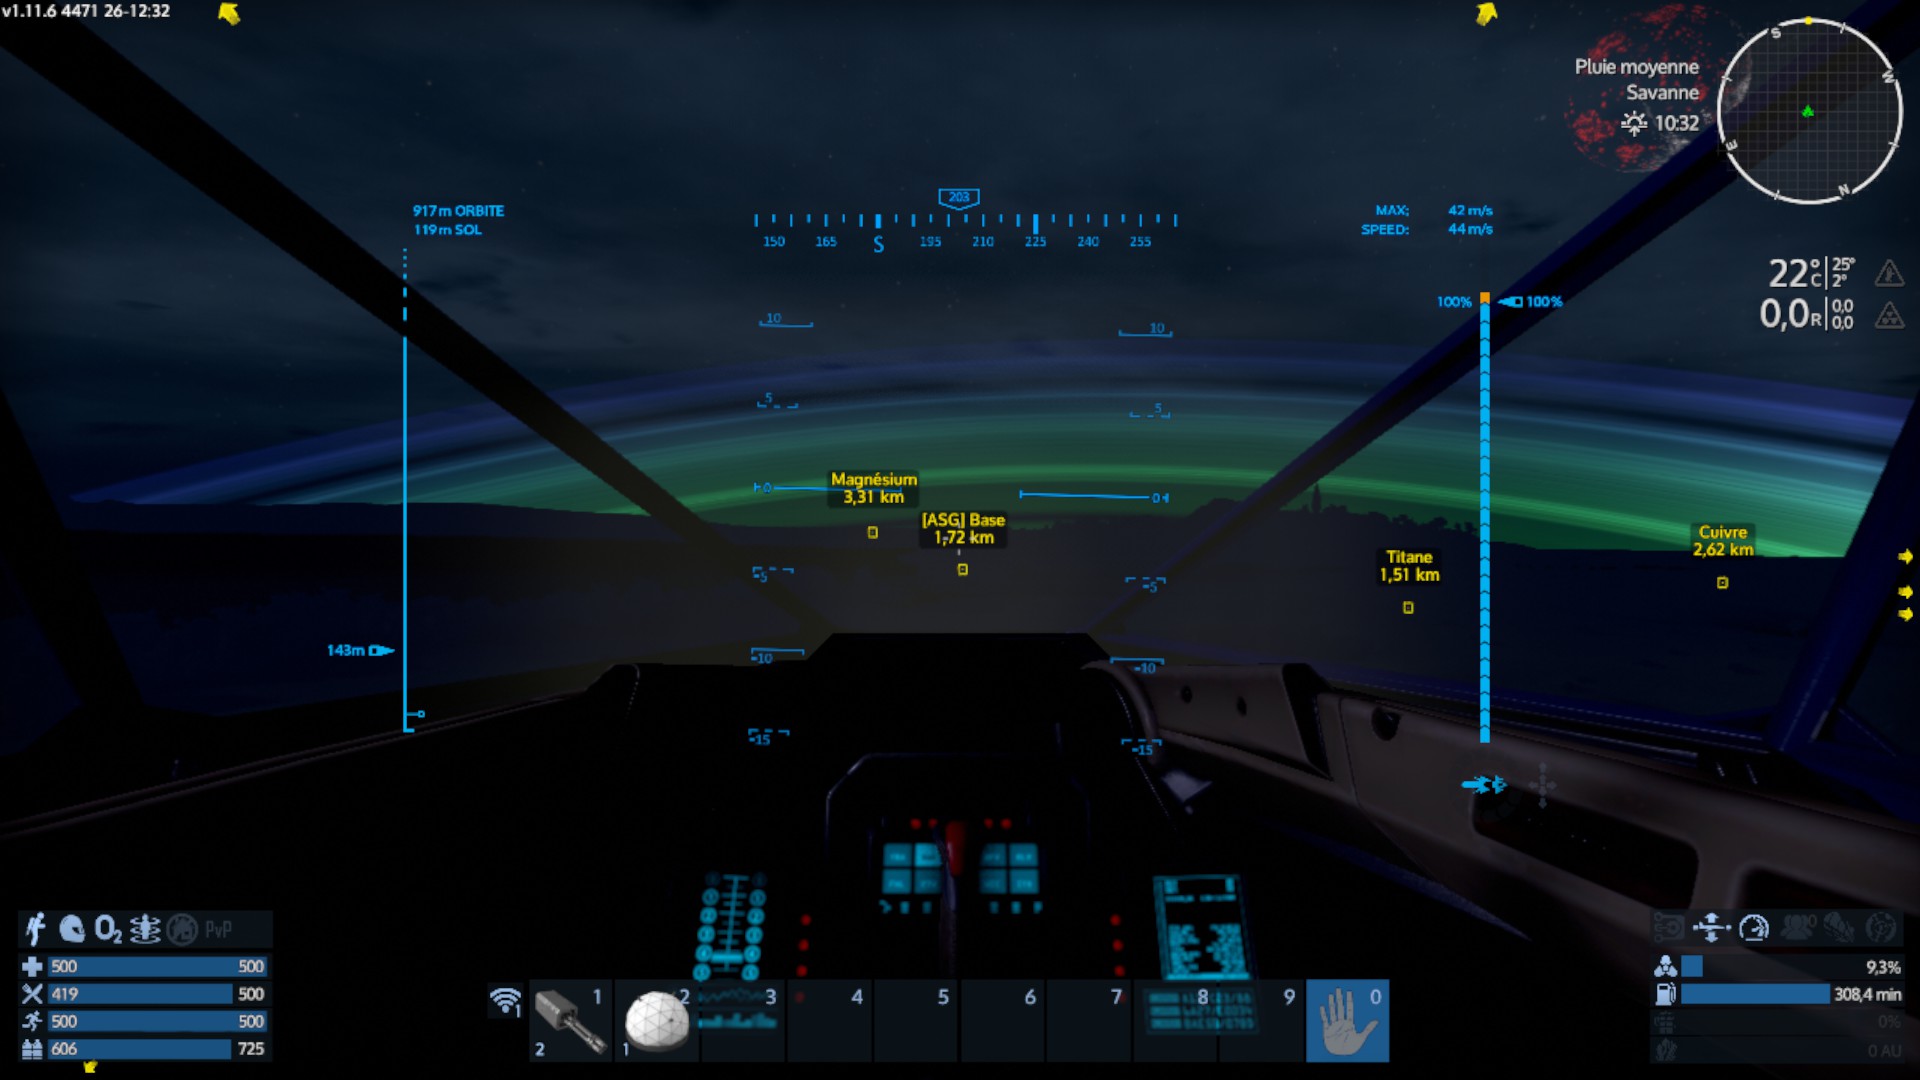 v1.11.6 4471 26-12:32
Pluie moyenne
Savanne
10:32
S
W
E
N
917m ORBITE
119m SOL
203
150 165 S 195 210 225 240 255
MAX: 42 m/s
SPEED: 44 m/s
22°C 25° 2°
0,0R 0,0 0,0
100% 100%
10 10
5 5
0 0
Magnésium
3,31 km
[ASG] Base
1,72 km
Cuivre
2,62 km
Titane
1,51 km
-5 -5
143m
-10 -10
-15 -15
O2 PvP
500 500
419 500
500 500
606 725
1
1 2 3 4 5 6 7 8 9 0
2 1
9,3%
308,4 min
0%
0 AU